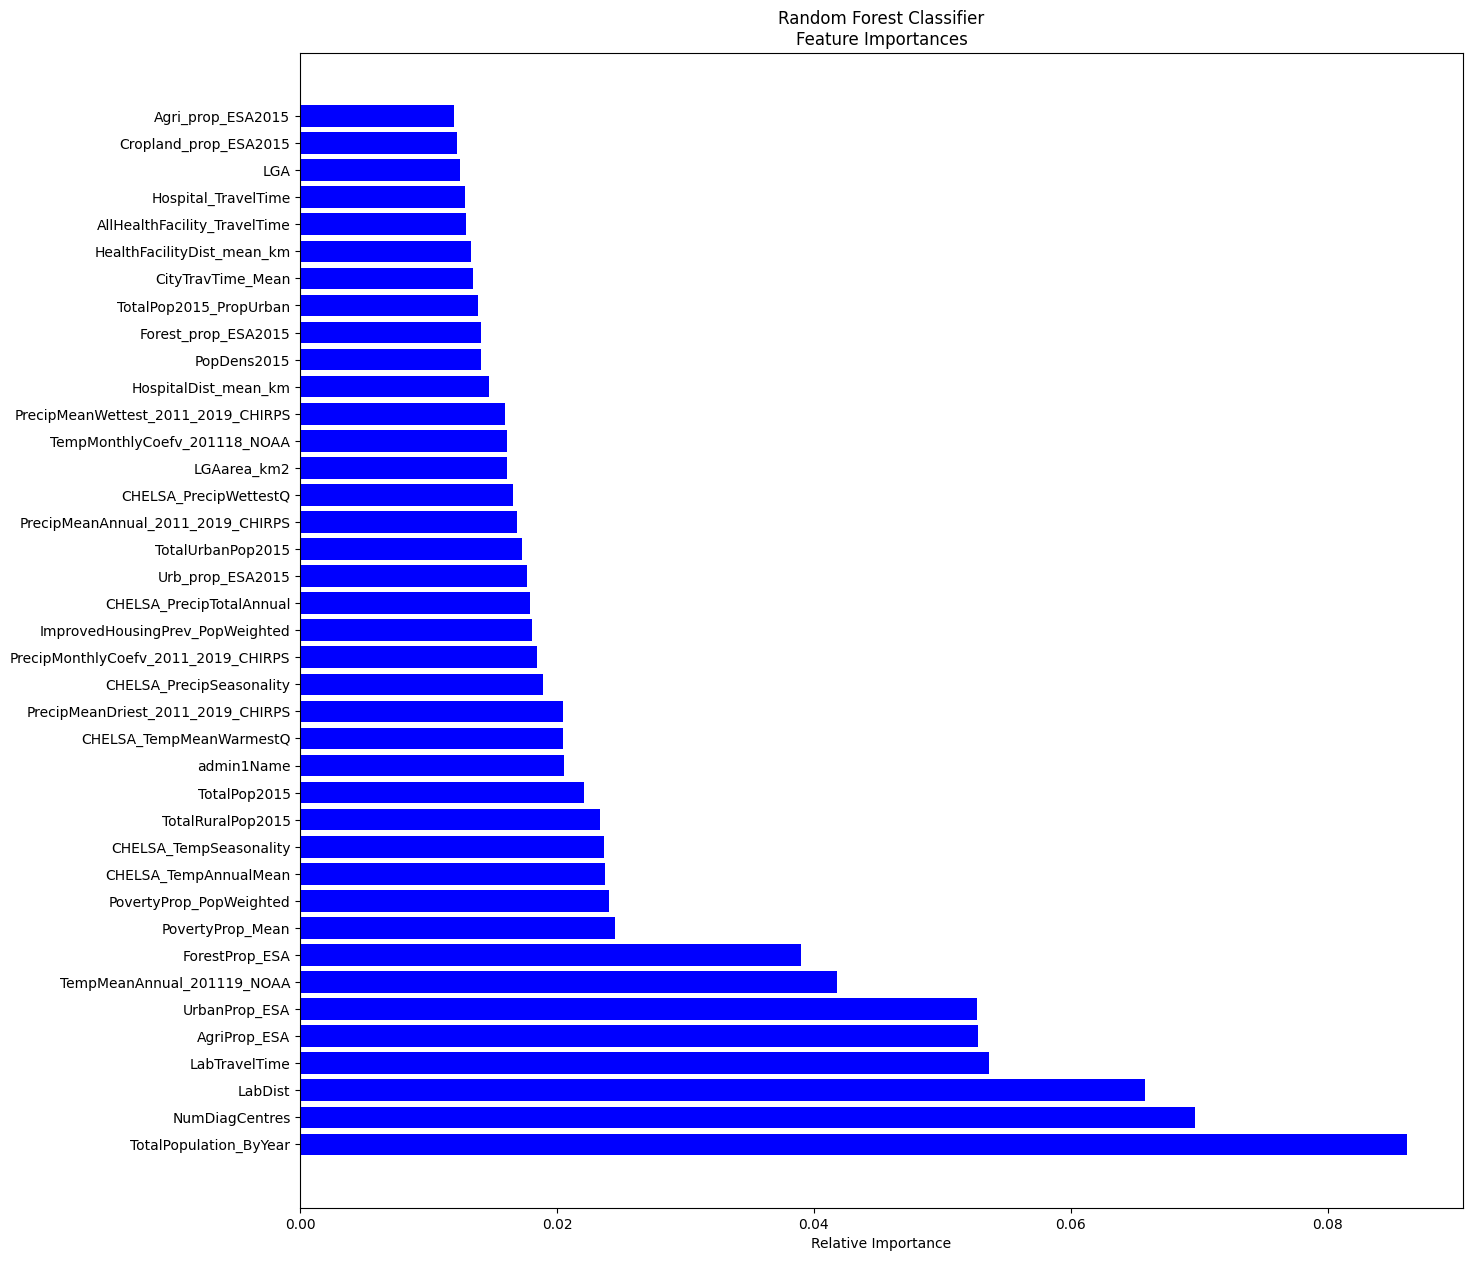 Random Forest Classifier
Feature Importances
Agri_prop_ESA2015
Cropland_prop_ESA2015
LGA
Hospital_TravelTime
AllHealthFacility_TravelTime
HealthFacilityDist_mean_km
CityTravTime_Mean
TotalPop2015_PropUrban
Forest_prop_ESA2015
PopDens2015
HospitalDist_mean_km
PrecipMeanWettest_2011_2019_CHIRPS
TempMonthlyCoefv_201118_NOAA
LGAarea_km2
CHELSA_PrecipWettestQ
PrecipMeanAnnual_2011_2019_CHIRPS
TotalUrbanPop2015
Urb_prop_ESA2015
CHELSA_PrecipTotalAnnual
ImprovedHousingPrev_PopWeighted
PrecipMonthlyCoefv_2011_2019_CHIRPS
CHELSA_PrecipSeasonality
PrecipMeanDriest_2011_2019_CHIRPS
CHELSA_TempMeanWarmestQ
admin1Name
TotalPop2015
TotalRuralPop2015
CHELSA_TempSeasonality
CHELSA_TempAnnualMean
PovertyProp_PopWeighted
PovertyProp_Mean
ForestProp_ESA
TempMeanAnnual_201119_NOAA
UrbanProp_ESA
AgriProp_ESA
LabTravelTime
LabDist
NumDiagCentres
TotalPopulation_ByYear
0.00 0.02 0.04 0.06 0.08
Relative Importance